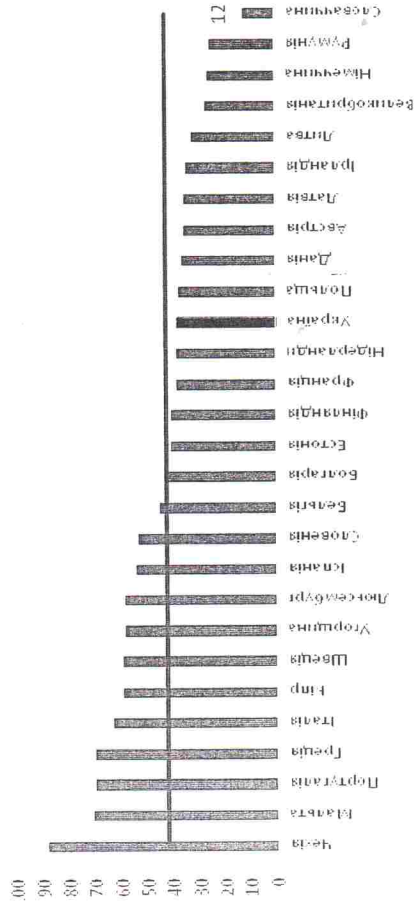 12
Словаччина
Румунія
Німеччина
Великобританія
Литва
Ірландія
Латвія
Австрія
Данія
Польща
Україна
Нідерланди
Франція
Фінляндія
Естонія
Болгарія
Бельгія
Словенія
Іспанія
Люксембург
Угорщина
Швеція
Кіпр
Італія
Греція
Португалія
Мальта
Чехія
00
90
80
70
60
50
40
30
20
10
0